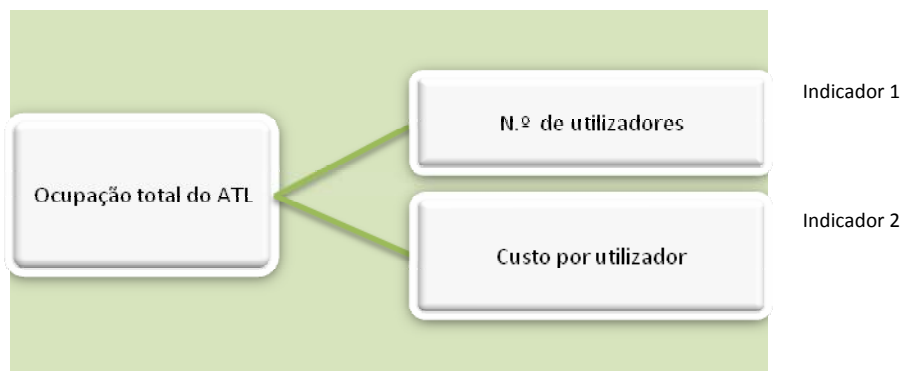 Indicador 1
N.º de utilizadores
Ocupação total do ATL
Indicador 2
Custo por utilizador